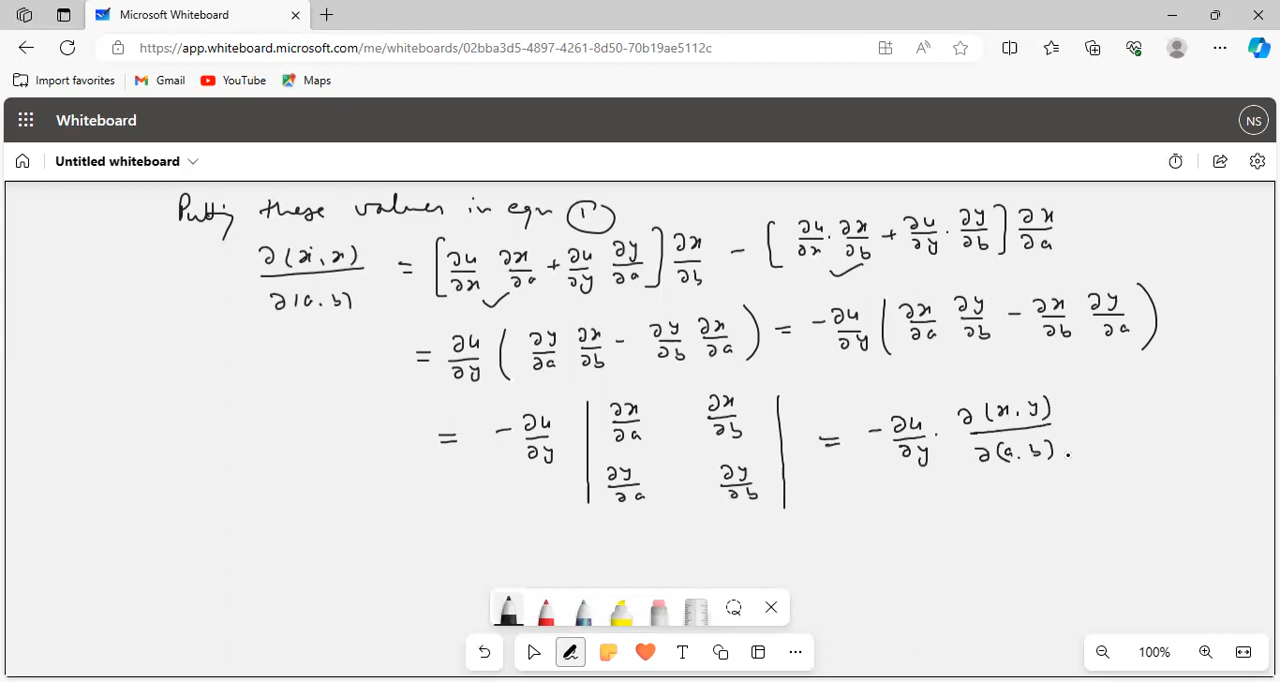 Microsoft Whiteboard
https://app.whiteboard.microsoft.com/me/whiteboards/02bba3d5-4897-4261-8d50-70b19ae5112c
Import favorites Gmail YouTube Maps
Whiteboard NS
Untitled whiteboard
Putting these values in eqn ①
∂(ẋ,x)/∂(a.b) = [∂u/∂x ∂x/∂a + ∂u/∂y ∂y/∂a] ∂x/∂b - [∂u/∂x . ∂x/∂b + ∂u/∂y . ∂y/∂b] ∂x/∂a
= ∂u/∂y (∂y/∂a ∂x/∂b - ∂y/∂b ∂x/∂a) = -∂u/∂y (∂x/∂a ∂y/∂b - ∂x/∂b ∂y/∂a)
= -∂u/∂y | ∂x/∂a ∂x/∂b | = -∂u/∂y . ∂(x,y)/∂(a.b) .
| ∂y/∂a ∂y/∂b |
T
100%